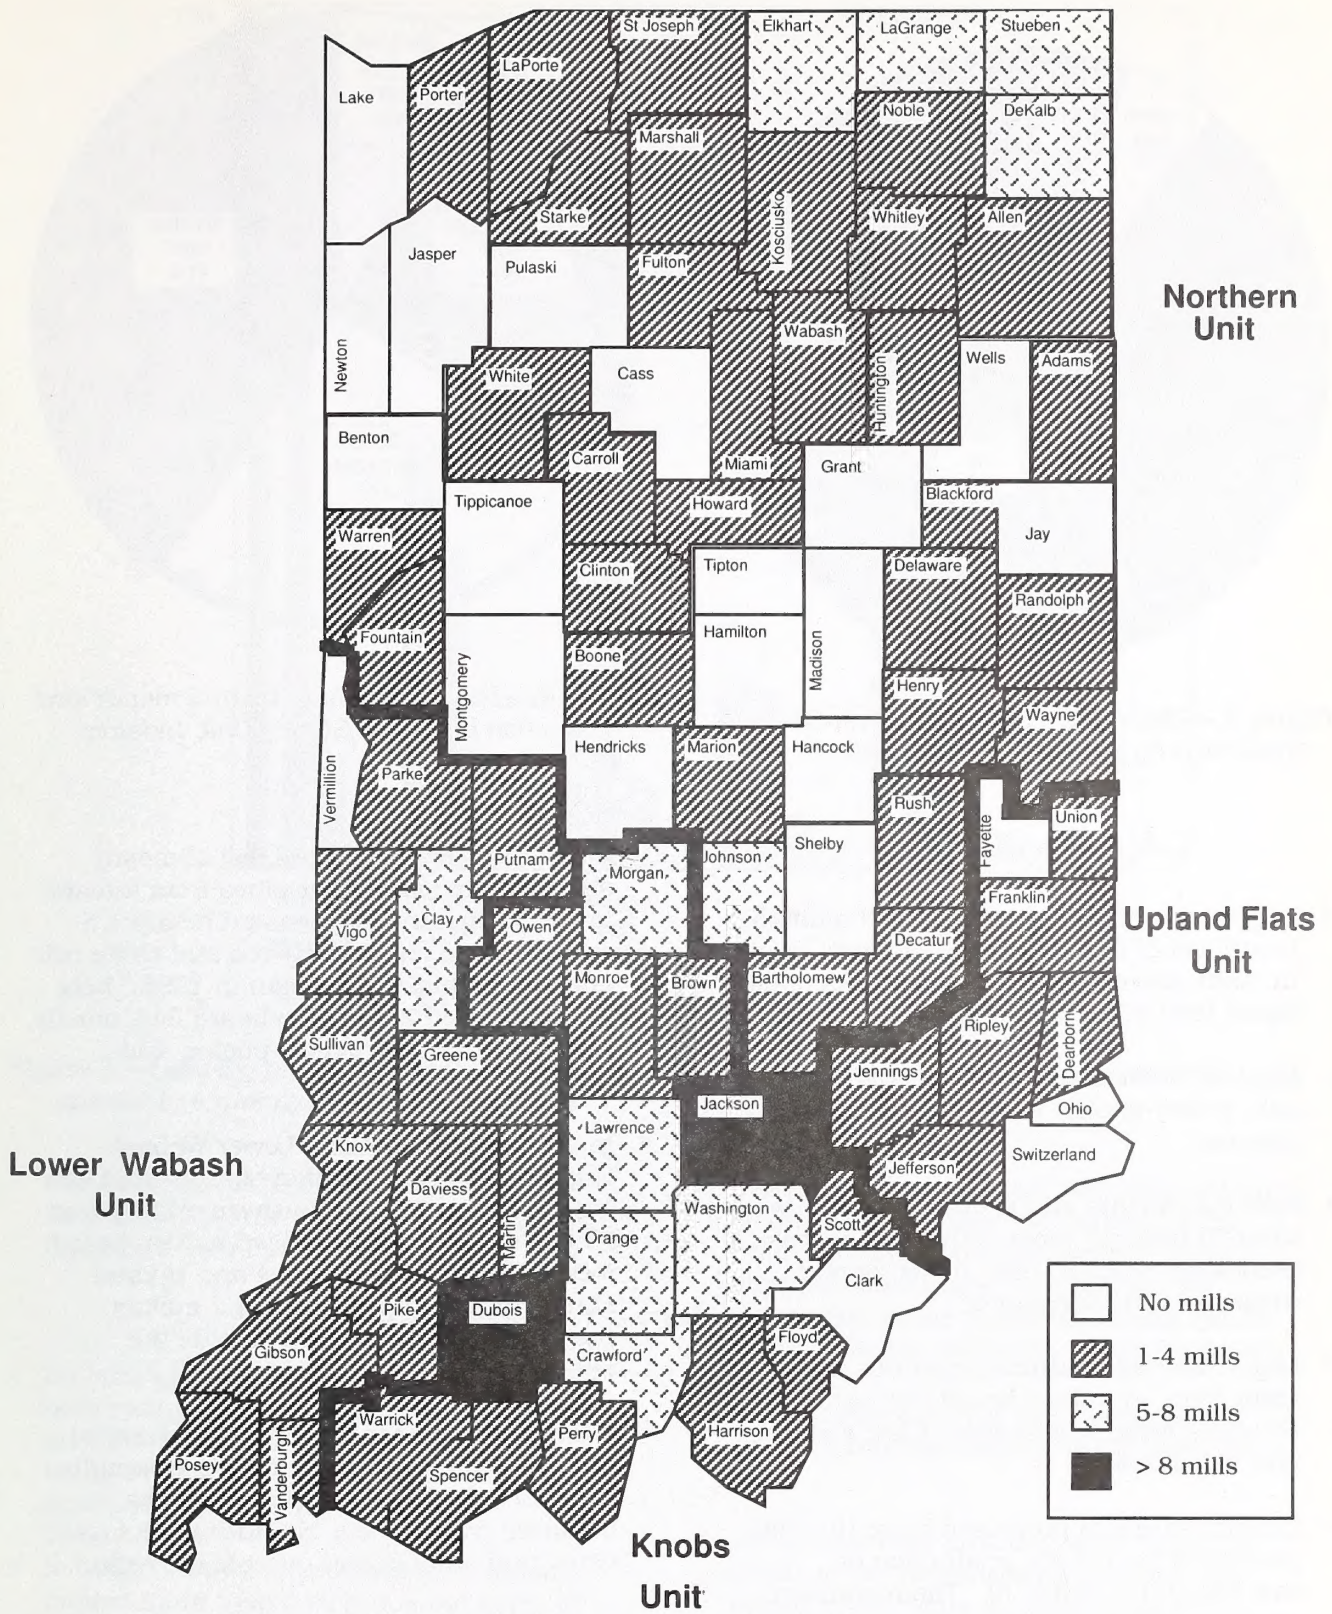 St Joseph
Elkhart
LaGrange
Stueben
LaPorte
Lake
Porter
Noble
DeKalb
Marshall
Starke
Kosciusko
Whitley
Allen
Jasper
Pulaski
Fulton
Northern
Unit
Newton
Wabash
Huntington
Wells
Adams
White
Cass
Benton
Carroll
Miami
Grant
Tippicanoe
Howard
Blackford
Jay
Warren
Clinton
Tipton
Delaware
Randolph
Fountain
Montgomery
Boone
Hamilton
Madison
Henry
Wayne
Vermillion
Parke
Hendricks
Marion
Hancock
Rush
Fayette
Union
Putnam
Morgan
Johnson
Shelby
Franklin
Vigo
Clay
Owen
Decatur
Upland Flats
Unit
Monroe
Brown
Bartholomew
Ripley
Dearborn
Sullivan
Greene
Jennings
Jackson
Ohio
Lawrence
Knox
Jefferson
Switzerland
Lower Wabash
Unit
Daviess
Martin
Washington
Scott
Orange
Clark
Pike
Dubois
Gibson
Crawford
Floyd
No mills
1-4 mills
5-8 mills
> 8 mills
Posey
Vanderburgh
Warrick
Spencer
Perry
Harrison
Knobs
Unit